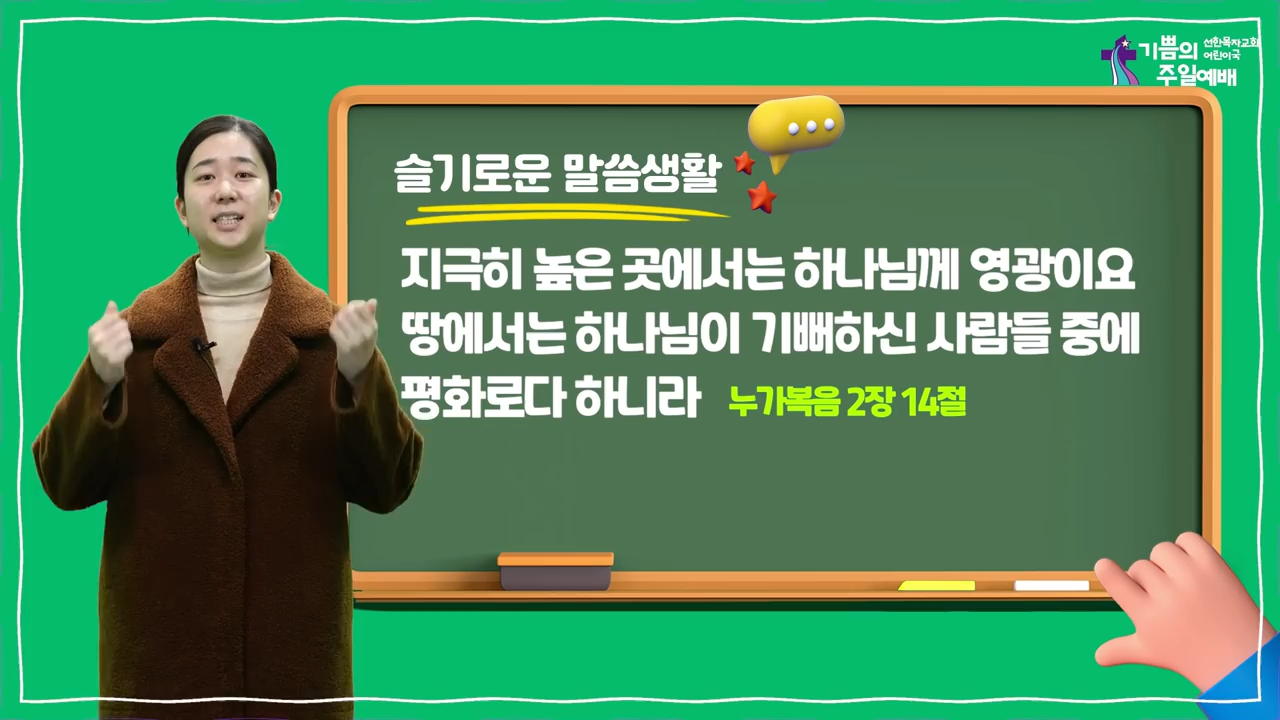 기쁨의 선한목자교회
어린이국
주일예배
슬기로운 말씀생활
지극히 높은 곳에서는 하나님께 영광이요
땅에서는 하나님이 기뻐하신 사람들 중에
평화로다 하니라 누가복음 2장 14절